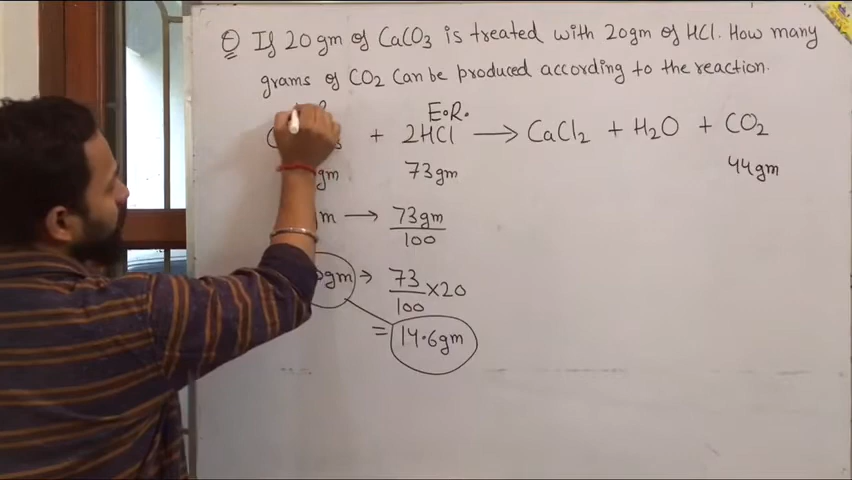 Q If 20gm of CaCO3 is treated with 20gm of HCl. How many
grams of CO2 Can be produced according to the reaction.
E.R.
+ 2HCl → CaCl2 + H2O + CO2
gm 73gm 44gm
m → 73gm/100
gm → 73/100 ×20
= 14.6gm